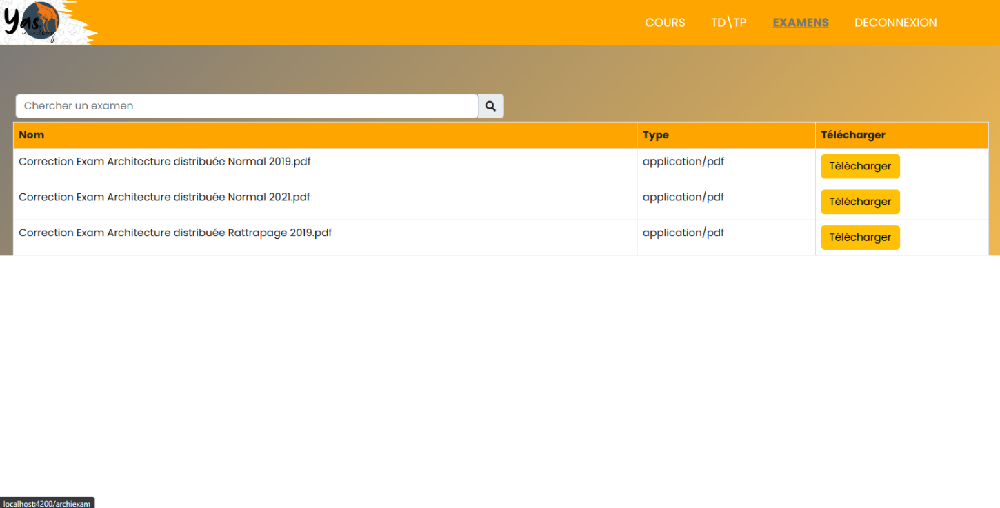 Yas
academy
COURS TD\TP EXAMENS DECONNEXION
Chercher un examen
Nom Type Télécharger
Correction Exam Architecture distribuée Normal 2019.pdf application/pdf Télécharger
Correction Exam Architecture distribuée Normal 2021.pdf application/pdf Télécharger
Correction Exam Architecture distribuée Rattrapage 2019.pdf application/pdf Télécharger
localhost:4200/archiexam